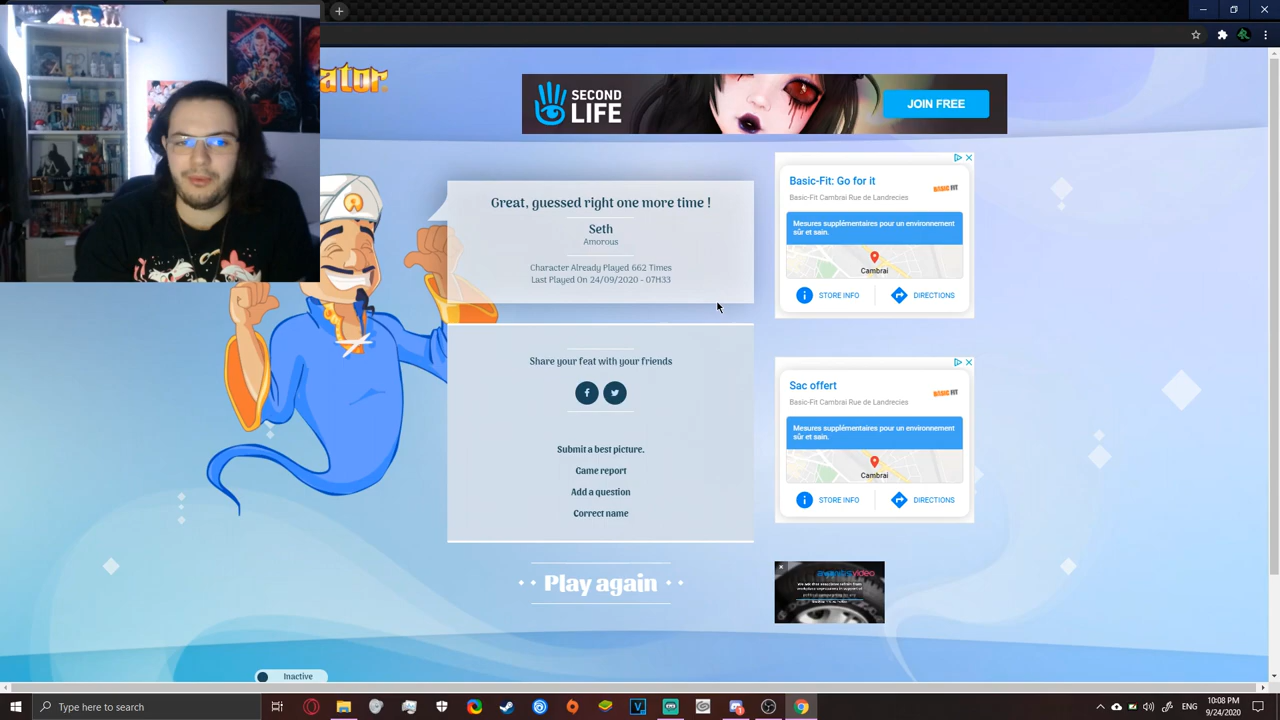 ator.
SECOND
LIFE
JOIN FREE
Great, guessed right one more time !
Seth
Amorous
Character Already Played 662 Times
Last Played On 24/09/2020 - 07H33
Share your feat with your friends
Submit a best picture.
Game report
Add a question
Correct name
Play again
Basic-Fit: Go for it
Basic-Fit Cambrai Rue de Landrecies
BASIC FIT
Mesures supplémentaires pour un environnement
sûr et sain.
Cambrai
STORE INFO
DIRECTIONS
Sac offert
Basic-Fit Cambrai Rue de Landrecies
BASIC FIT
Mesures supplémentaires pour un environnement
sûr et sain.
Cambrai
STORE INFO
DIRECTIONS
Inactive
Type here to search
ENG
10:08 PM
9/24/2020